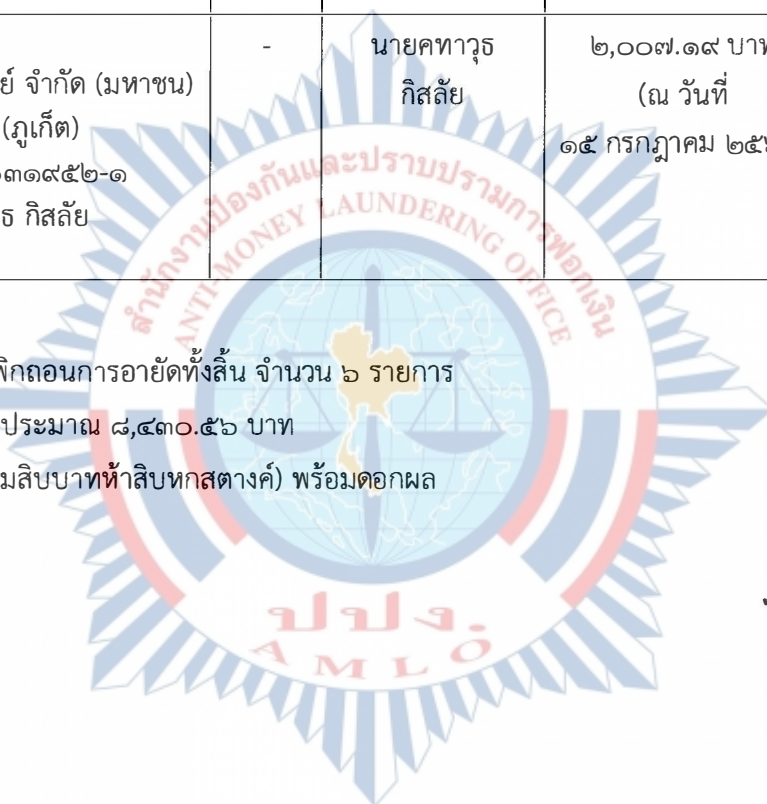 ย์ จำกัด (มหาชน)
(ภูเก็ต)
๓๑๙๕๒-๑
ธ กิสลัย
-
นายคทาวุธ
กิสลัย
๒,๐๐๗.๑๙ บาท
(ณ วันที่
๑๕ กรกฎาคม
พิกถอนการอายัดทั้งสิ้น จำนวน ๖ รายการ
ประมาณ ๘,๔๓๐.๕๖ บาท
มสิบบาทห้าสิบหกสตางค์) พร้อมดอกผล
สำนักงานป้องกันและปราบปรามการฟอกเงิน
ANTI-MONEY LAUNDERING OFFICE
ปปง.
AMLO